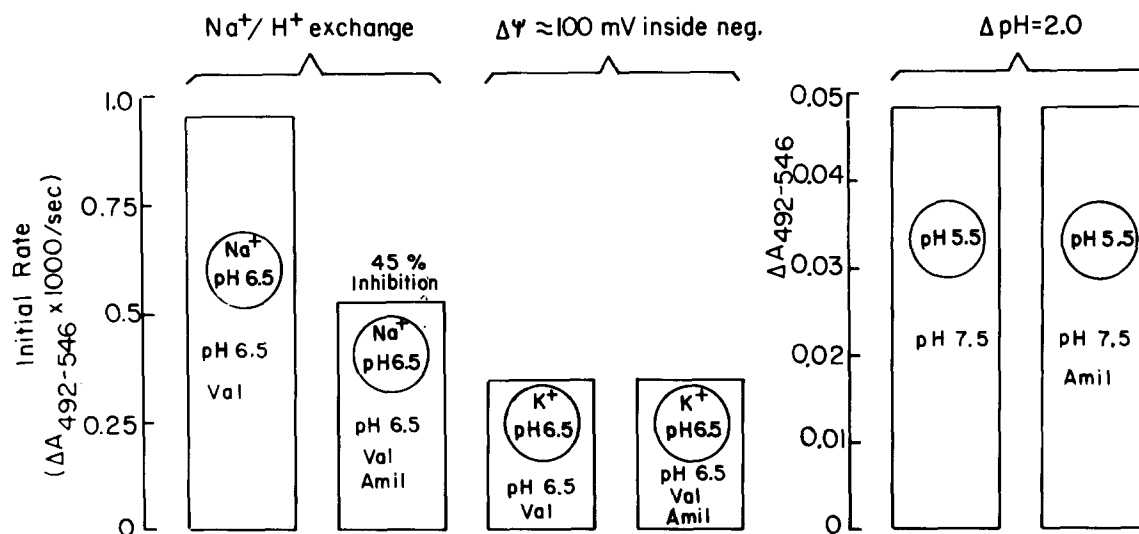 Na⁺/ H⁺ exchange
ΔΨ ≈100 mV inside neg.
Δ pH=2.0
Initial Rate
(ΔA492-546 x 1000/sec)
1.0
0.75
0.5
0.25
0
Na⁺
pH 6.5
pH 6.5
Val
45 %
Inhibition
Na⁺
pH6.5
pH 6.5
Val
Amil
K⁺
pH6.5
pH 6.5
Val
K⁺
pH6.5
pH 6.5
Val
Amil
ΔA492-546
0.05
0.04
0.03
0.02
0.01
0
pH 5.5
pH 7.5
pH 5.5
pH 7.5
Amil